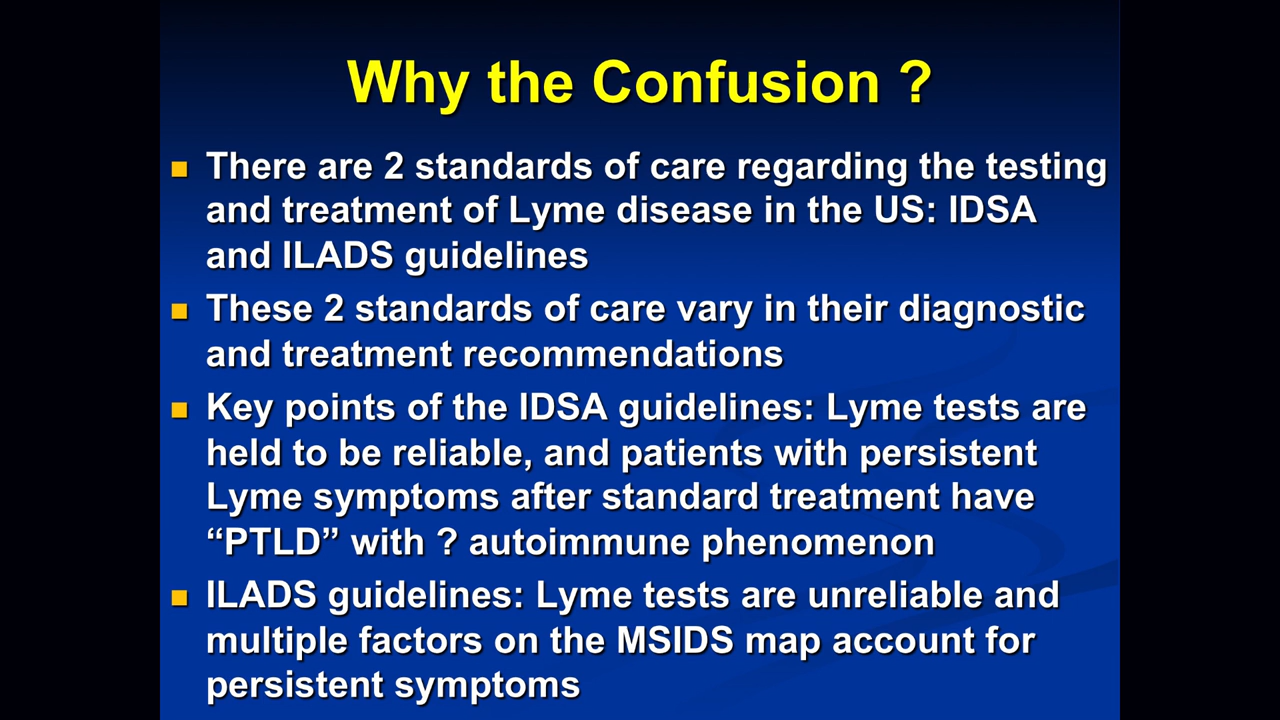 Why the Confusion ?
There are 2 standards of care regarding the testing
and treatment of Lyme disease in the US: IDSA
and ILADS guidelines
These 2 standards of care vary in their diagnostic
and treatment recommendations
Key points of the IDSA guidelines: Lyme tests are
held to be reliable, and patients with persistent
Lyme symptoms after standard treatment have
“PTLD” with ? autoimmune phenomenon
ILADS guidelines: Lyme tests are unreliable and
multiple factors on the MSIDS map account for
persistent symptoms